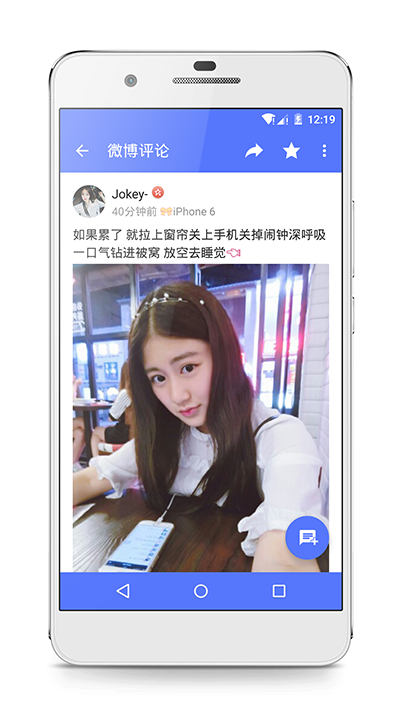 12:19
微博评论
Jokey-
40分钟前 iPhone 6
如果累了 就拉上窗帘关上手机关掉闹钟深呼吸
一口气钻进被窝 放空去睡觉